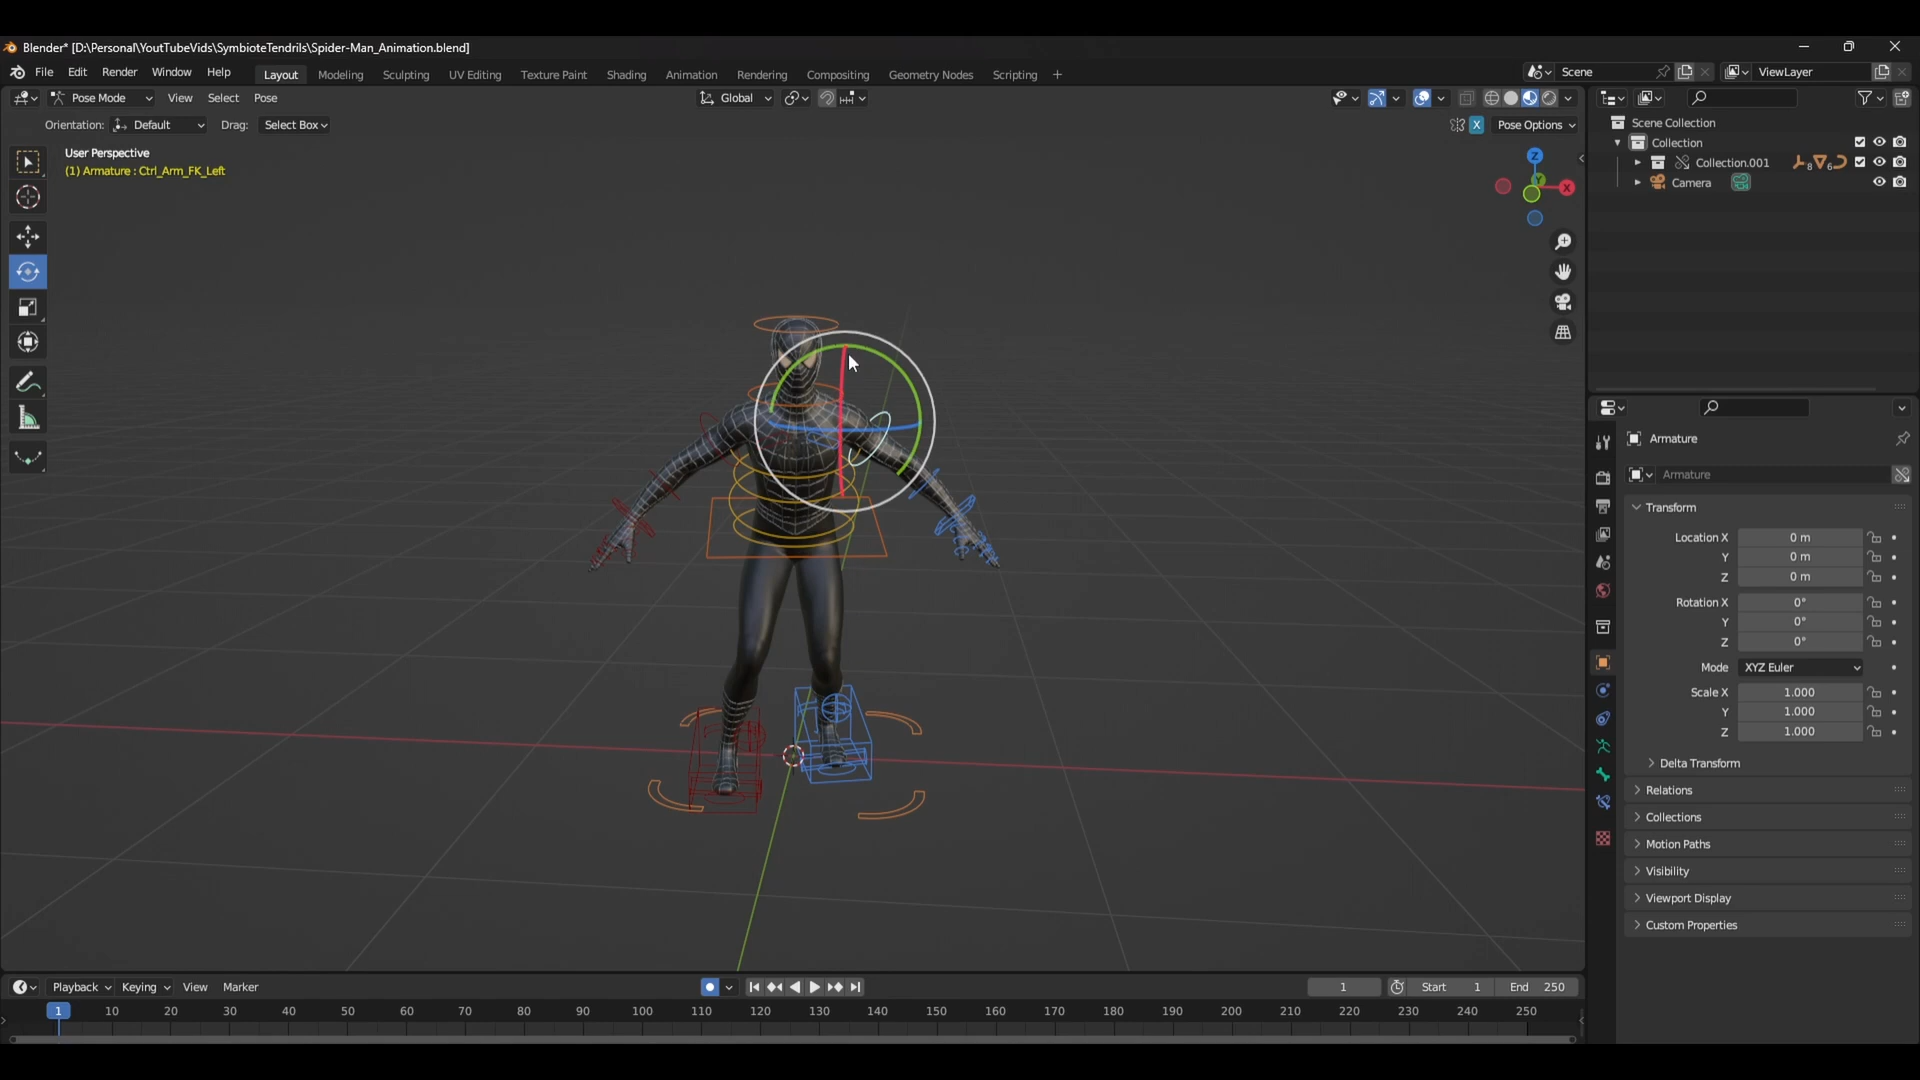 Blender* [D:\Personal\YoutTubeVids\SymbioteTendrils\Spider-Man_Animation.blend]
File Edit Render Window Help Layout Modeling Sculpting UV Editing Texture Paint Shading Animation Rendering Compositing Geometry Nodes Scripting + Scene ViewLayer
Pose Mode View Select Pose Global
Orientation: Default Drag: Select Box X Pose Options
User Perspective
(1) Armature : Ctrl_Arm_FK_Left
Z
Y
X
Scene Collection
Collection
Collection.001 8 6
Camera
Armature
Armature
Transform
Location X 0 m
Y 0 m
Z 0 m
Rotation X 0°
Y 0°
Z 0°
Mode XYZ Euler
Scale X 1.000
Y 1.000
Z 1.000
Delta Transform
Relations
Collections
Motion Paths
Visibility
Viewport Display
Custom Properties
Playback Keying View Marker 1 Start 1 End 250
1 10 20 30 40 50 60 70 80 90 100 110 120 130 140 150 160 170 180 190 200 210 220 230 240 250